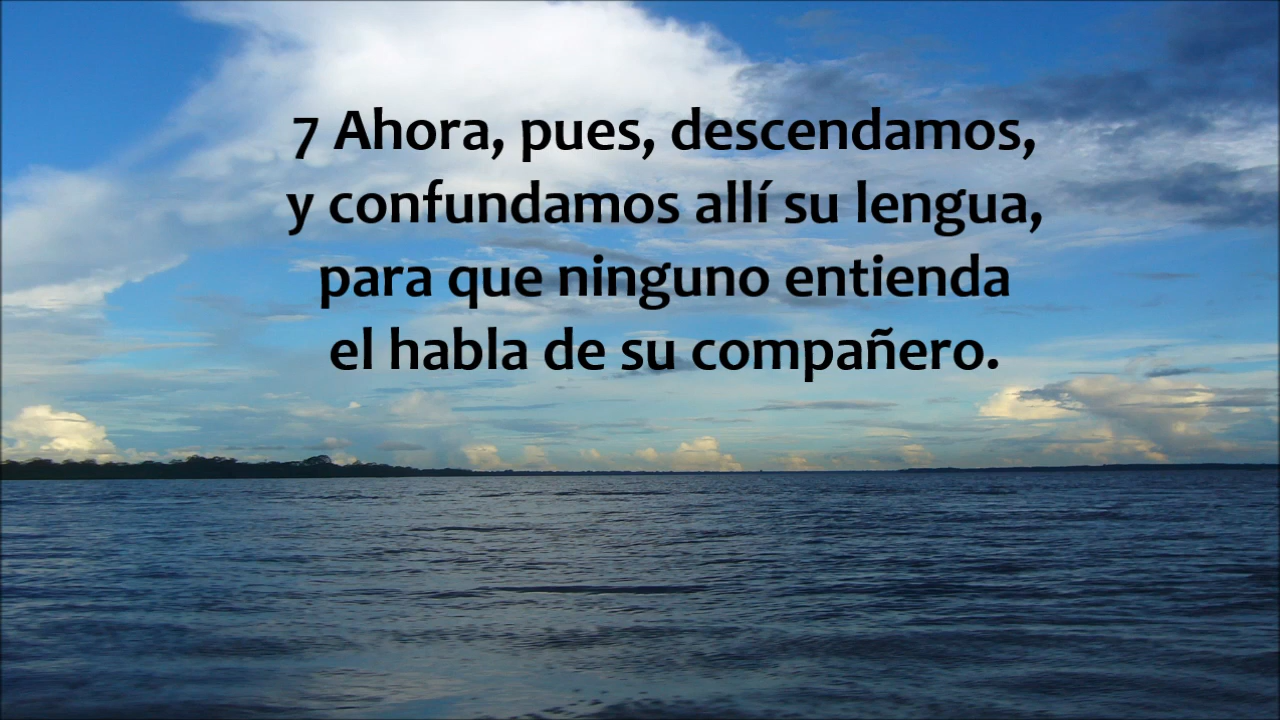 7 Ahora, pues, descendamos,
y confundamos allí su lengua,
para que ninguno entienda
el habla de su compañero.